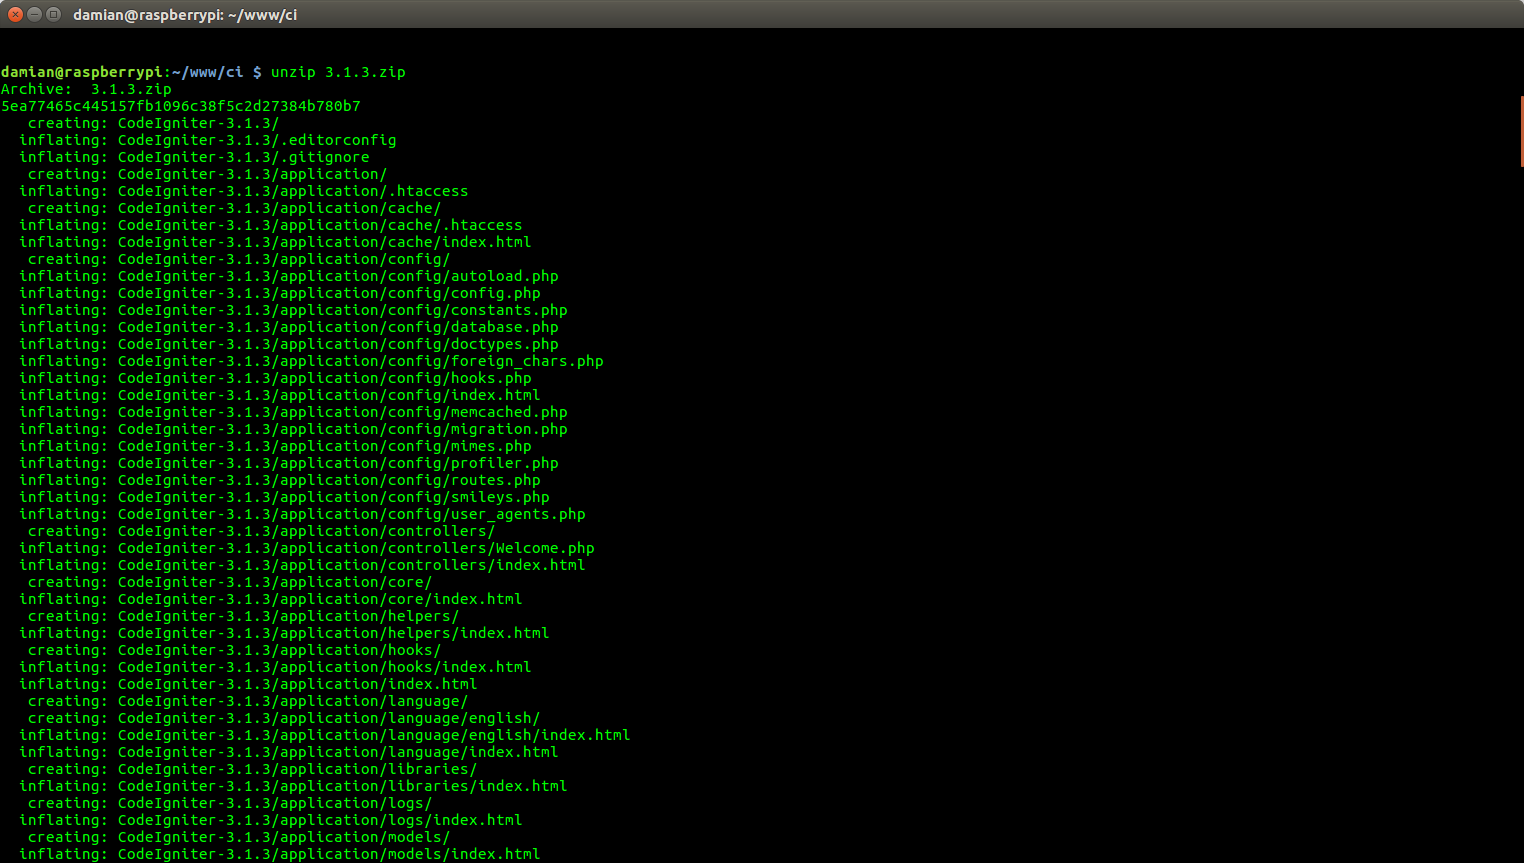 damian@raspberrypi: ~/www/ci
damian@raspberrypi:~/www/ci $ unzip 3.1.3.zip
Archive:  3.1.3.zip
5ea77465c445157fb1096c38f5c2d27384b780b7
   creating: CodeIgniter-3.1.3/
  inflating: CodeIgniter-3.1.3/.editorconfig
  inflating: CodeIgniter-3.1.3/.gitignore
   creating: CodeIgniter-3.1.3/application/
  inflating: CodeIgniter-3.1.3/application/.htaccess
   creating: CodeIgniter-3.1.3/application/cache/
  inflating: CodeIgniter-3.1.3/application/cache/.htaccess
  inflating: CodeIgniter-3.1.3/application/cache/index.html
   creating: CodeIgniter-3.1.3/application/config/
  inflating: CodeIgniter-3.1.3/application/config/autoload.php
  inflating: CodeIgniter-3.1.3/application/config/config.php
  inflating: CodeIgniter-3.1.3/application/config/constants.php
  inflating: CodeIgniter-3.1.3/application/config/database.php
  inflating: CodeIgniter-3.1.3/application/config/doctypes.php
  inflating: CodeIgniter-3.1.3/application/config/foreign_chars.php
  inflating: CodeIgniter-3.1.3/application/config/hooks.php
  inflating: CodeIgniter-3.1.3/application/config/index.html
  inflating: CodeIgniter-3.1.3/application/config/memcached.php
  inflating: CodeIgniter-3.1.3/application/config/migration.php
  inflating: CodeIgniter-3.1.3/application/config/mimes.php
  inflating: CodeIgniter-3.1.3/application/config/profiler.php
  inflating: CodeIgniter-3.1.3/application/config/routes.php
  inflating: CodeIgniter-3.1.3/application/config/smileys.php
  inflating: CodeIgniter-3.1.3/application/config/user_agents.php
   creating: CodeIgniter-3.1.3/application/controllers/
  inflating: CodeIgniter-3.1.3/application/controllers/Welcome.php
  inflating: CodeIgniter-3.1.3/application/controllers/index.html
   creating: CodeIgniter-3.1.3/application/core/
  inflating: CodeIgniter-3.1.3/application/core/index.html
   creating: CodeIgniter-3.1.3/application/helpers/
  inflating: CodeIgniter-3.1.3/application/helpers/index.html
   creating: CodeIgniter-3.1.3/application/hooks/
  inflating: CodeIgniter-3.1.3/application/hooks/index.html
  inflating: CodeIgniter-3.1.3/application/index.html
   creating: CodeIgniter-3.1.3/application/language/
   creating: CodeIgniter-3.1.3/application/language/english/
  inflating: CodeIgniter-3.1.3/application/language/english/index.html
  inflating: CodeIgniter-3.1.3/application/language/index.html
   creating: CodeIgniter-3.1.3/application/libraries/
  inflating: CodeIgniter-3.1.3/application/libraries/index.html
   creating: CodeIgniter-3.1.3/application/logs/
  inflating: CodeIgniter-3.1.3/application/logs/index.html
   creating: CodeIgniter-3.1.3/application/models/
  inflating: CodeIgniter-3.1.3/application/models/index.html